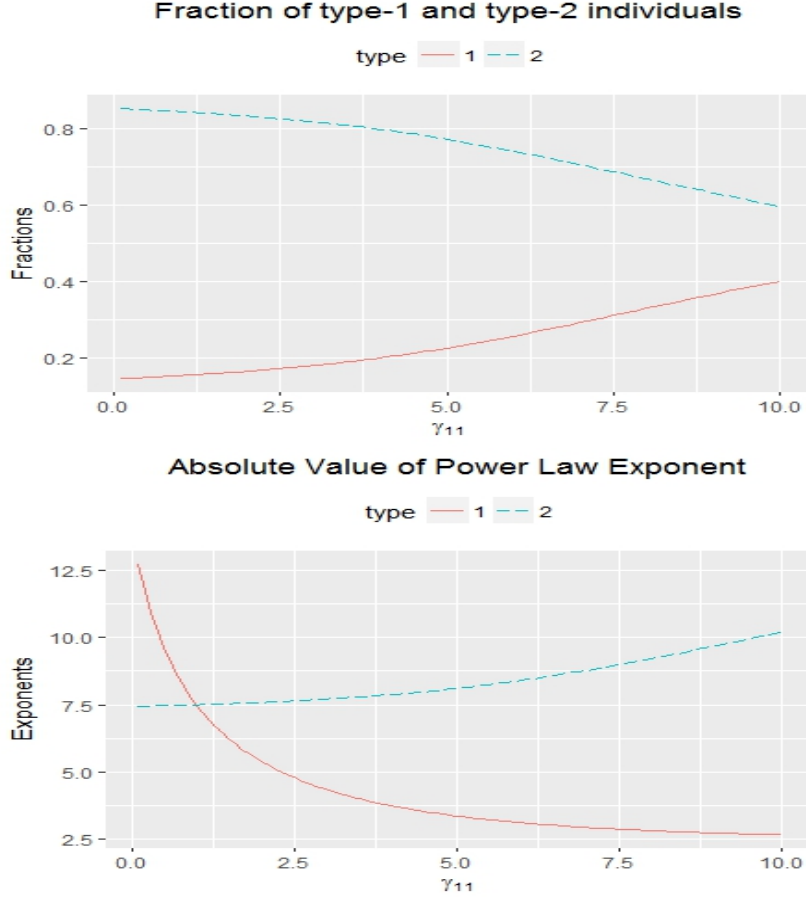 Fraction of type-1 and type-2 individuals
type 1 2
0.8
0.6
0.4
0.2
Fractions
0.0 2.5 5.0 7.5 10.0
γ₁₁
Absolute Value of Power Law Exponent
type 1 2
12.5
10.0
7.5
5.0
2.5
Exponents
0.0 2.5 5.0 7.5 10.0
γ₁₁